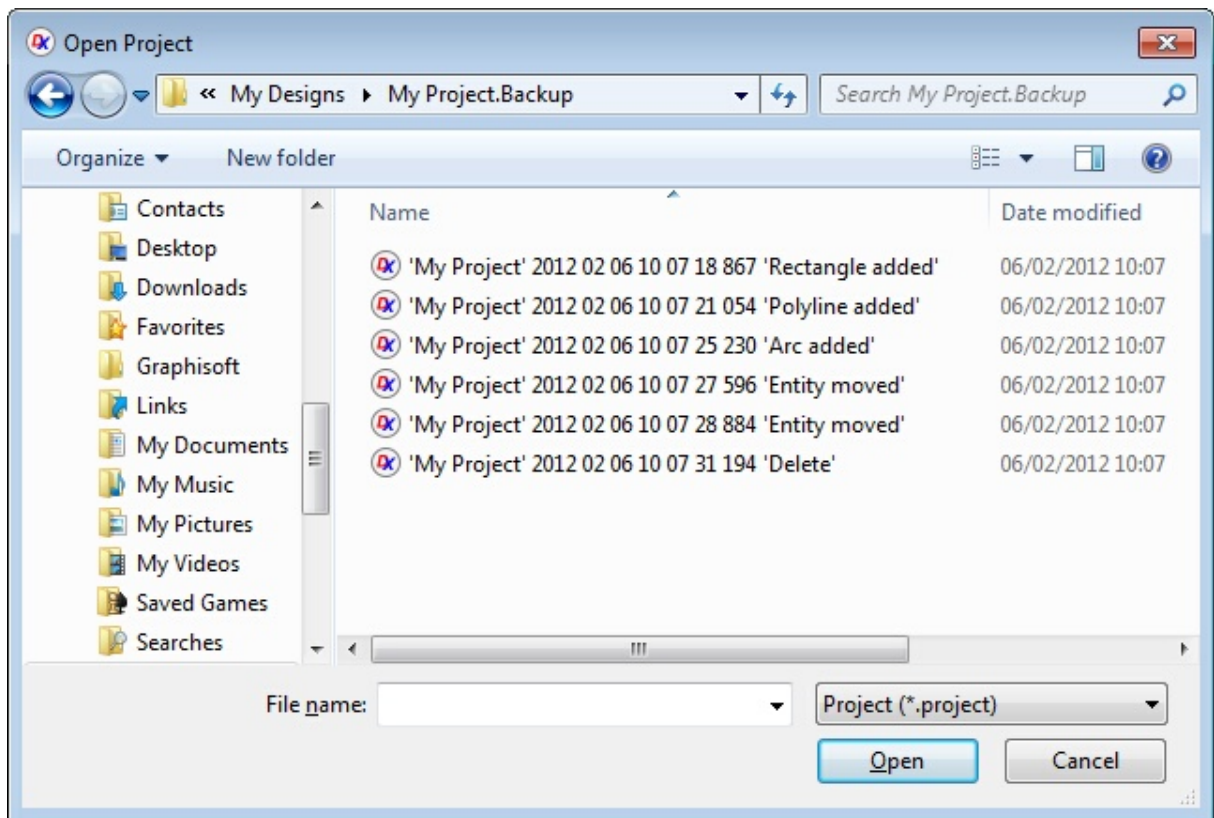 Open Project
« My Designs My Project.Backup
Search My Project.Backup
Organize New folder
Contacts
Desktop
Downloads
Favorites
Graphisoft
Links
My Documents
My Music
My Pictures
My Videos
Saved Games
Searches
Name Date modified
'My Project' 2012 02 06 10 07 18 867 'Rectangle added' 06/02/2012 10:07
'My Project' 2012 02 06 10 07 21 054 'Polyline added' 06/02/2012 10:07
'My Project' 2012 02 06 10 07 25 230 'Arc added' 06/02/2012 10:07
'My Project' 2012 02 06 10 07 27 596 'Entity moved' 06/02/2012 10:07
'My Project' 2012 02 06 10 07 28 884 'Entity moved' 06/02/2012 10:07
'My Project' 2012 02 06 10 07 31 194 'Delete' 06/02/2012 10:07
File name: Project (*.project)
Open Cancel